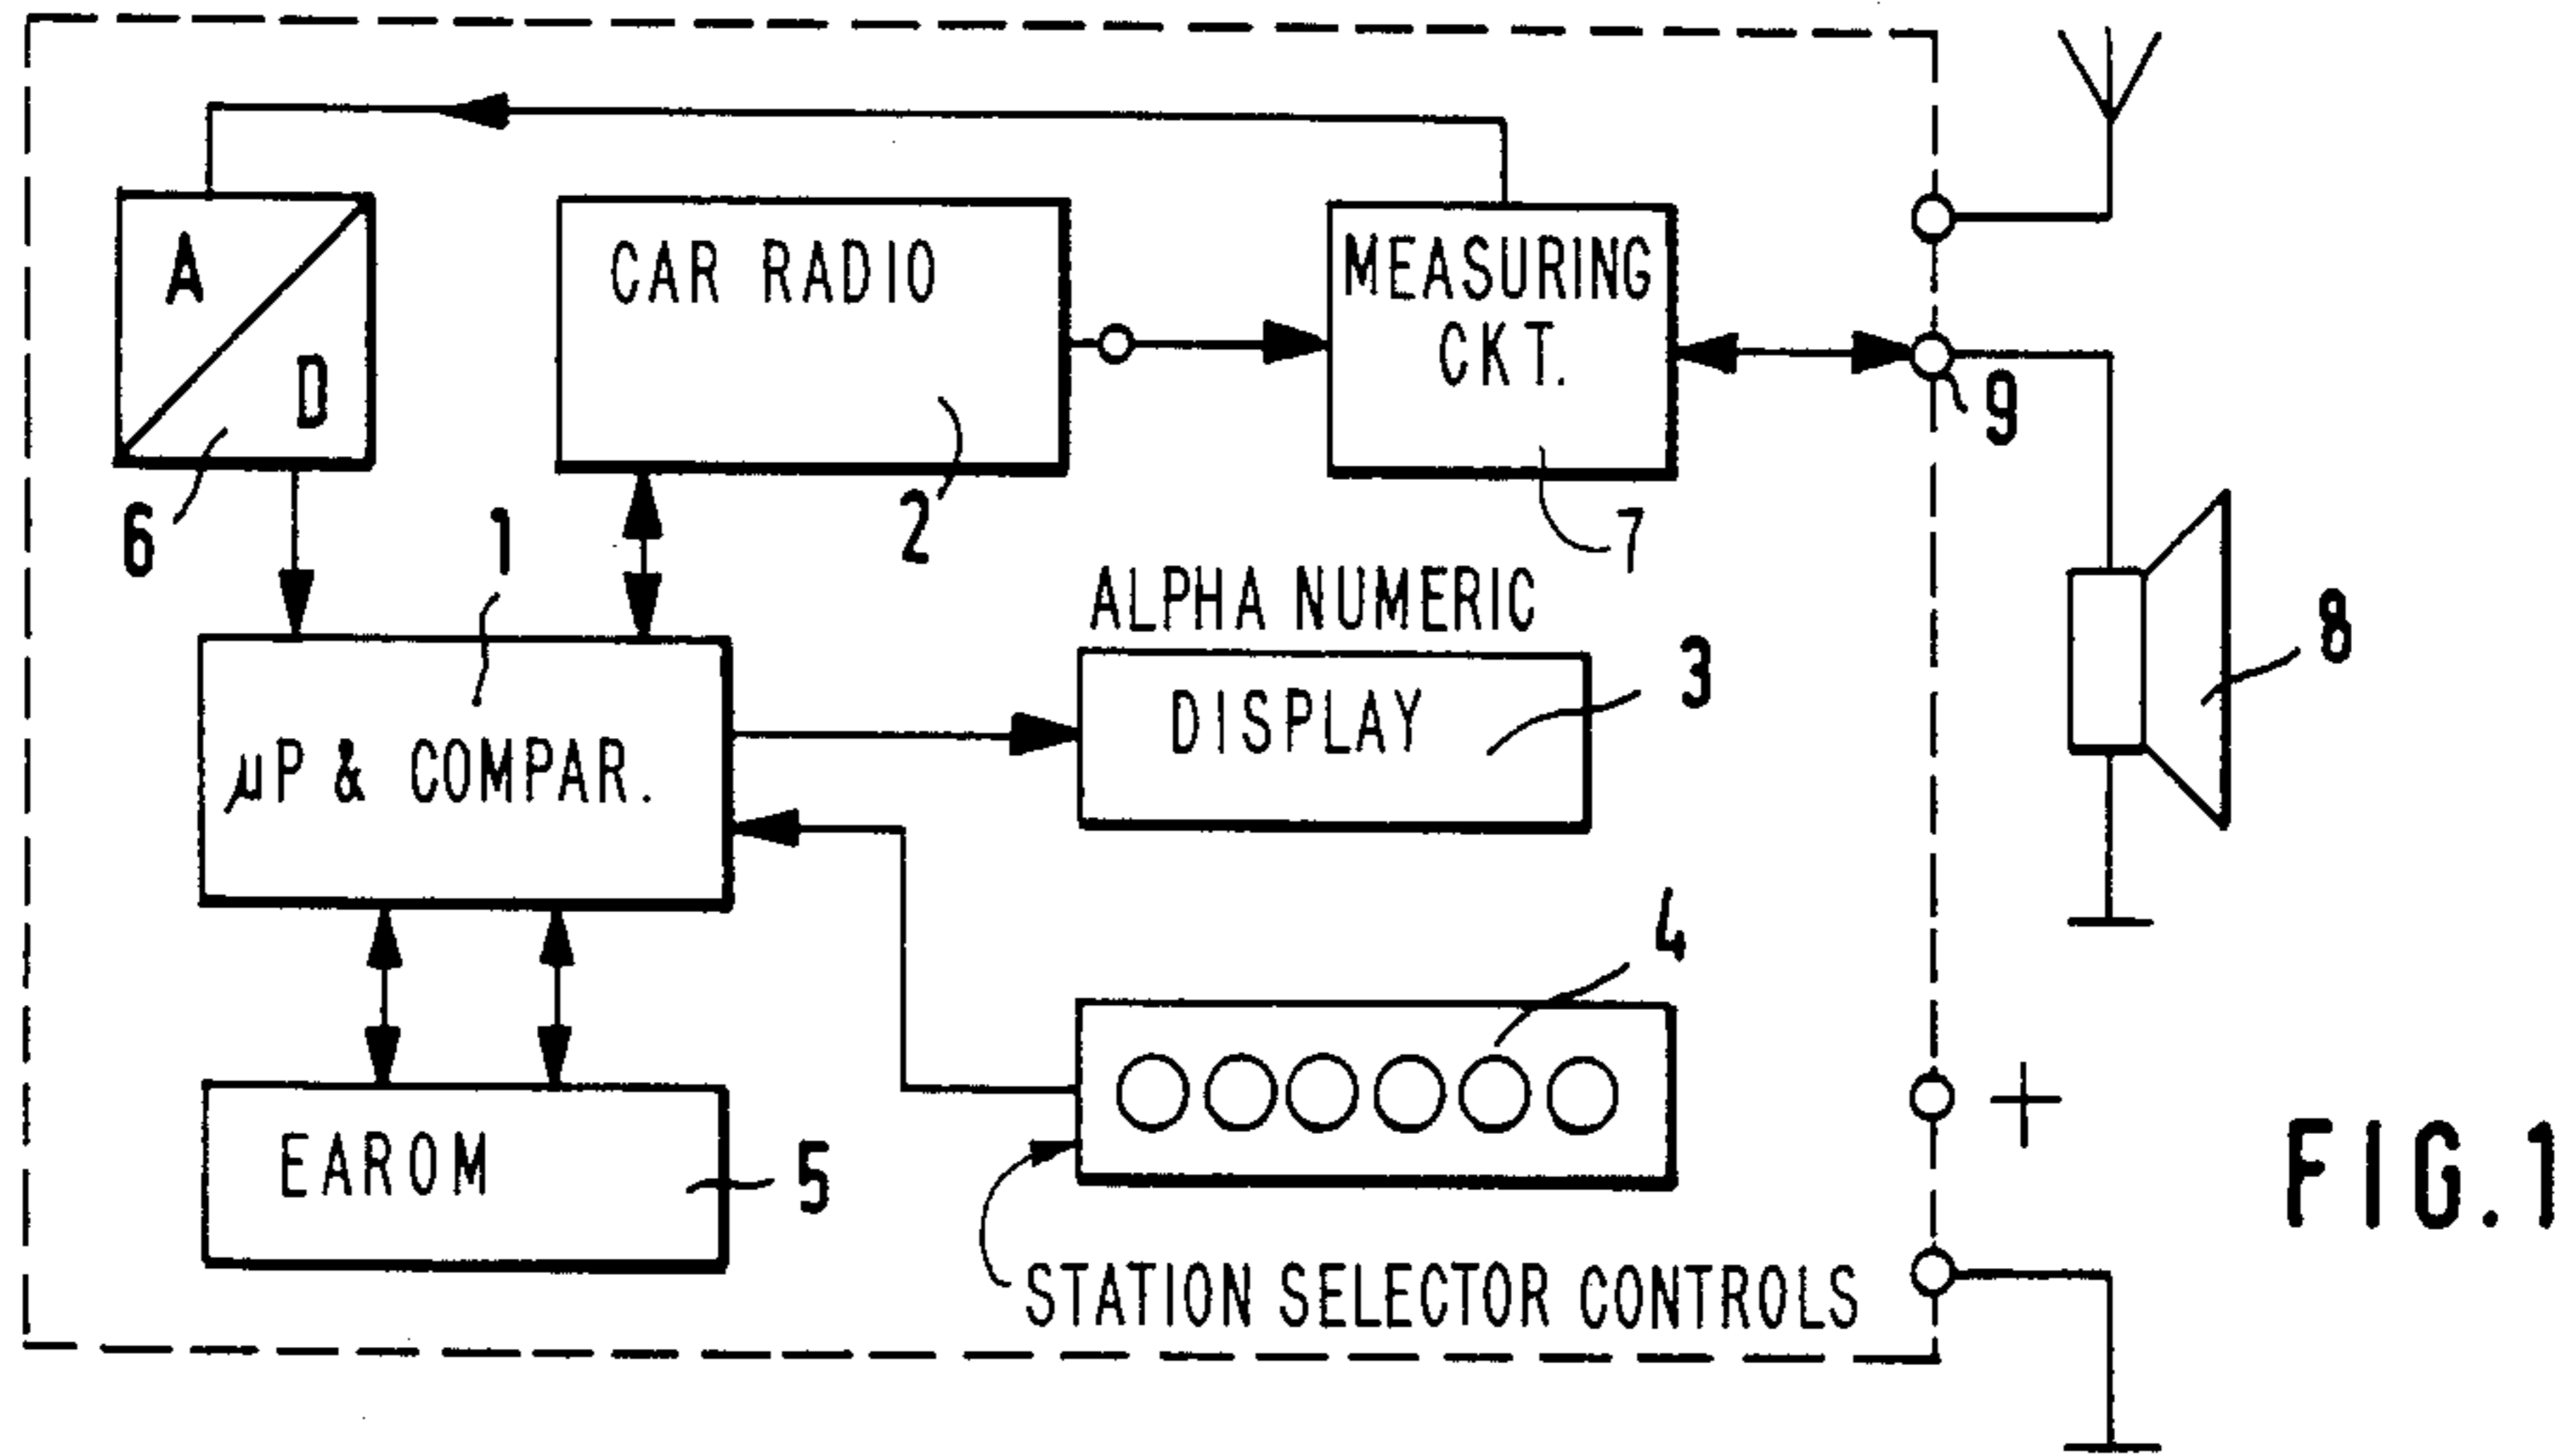 A
D
6
CAR RADIO
2
MEASURING
CKT.
7
9
1
µP & COMPAR.
ALPHA NUMERIC
DISPLAY
3
8
4
EAROM
5
STATION SELECTOR CONTROLS
+
FIG.1